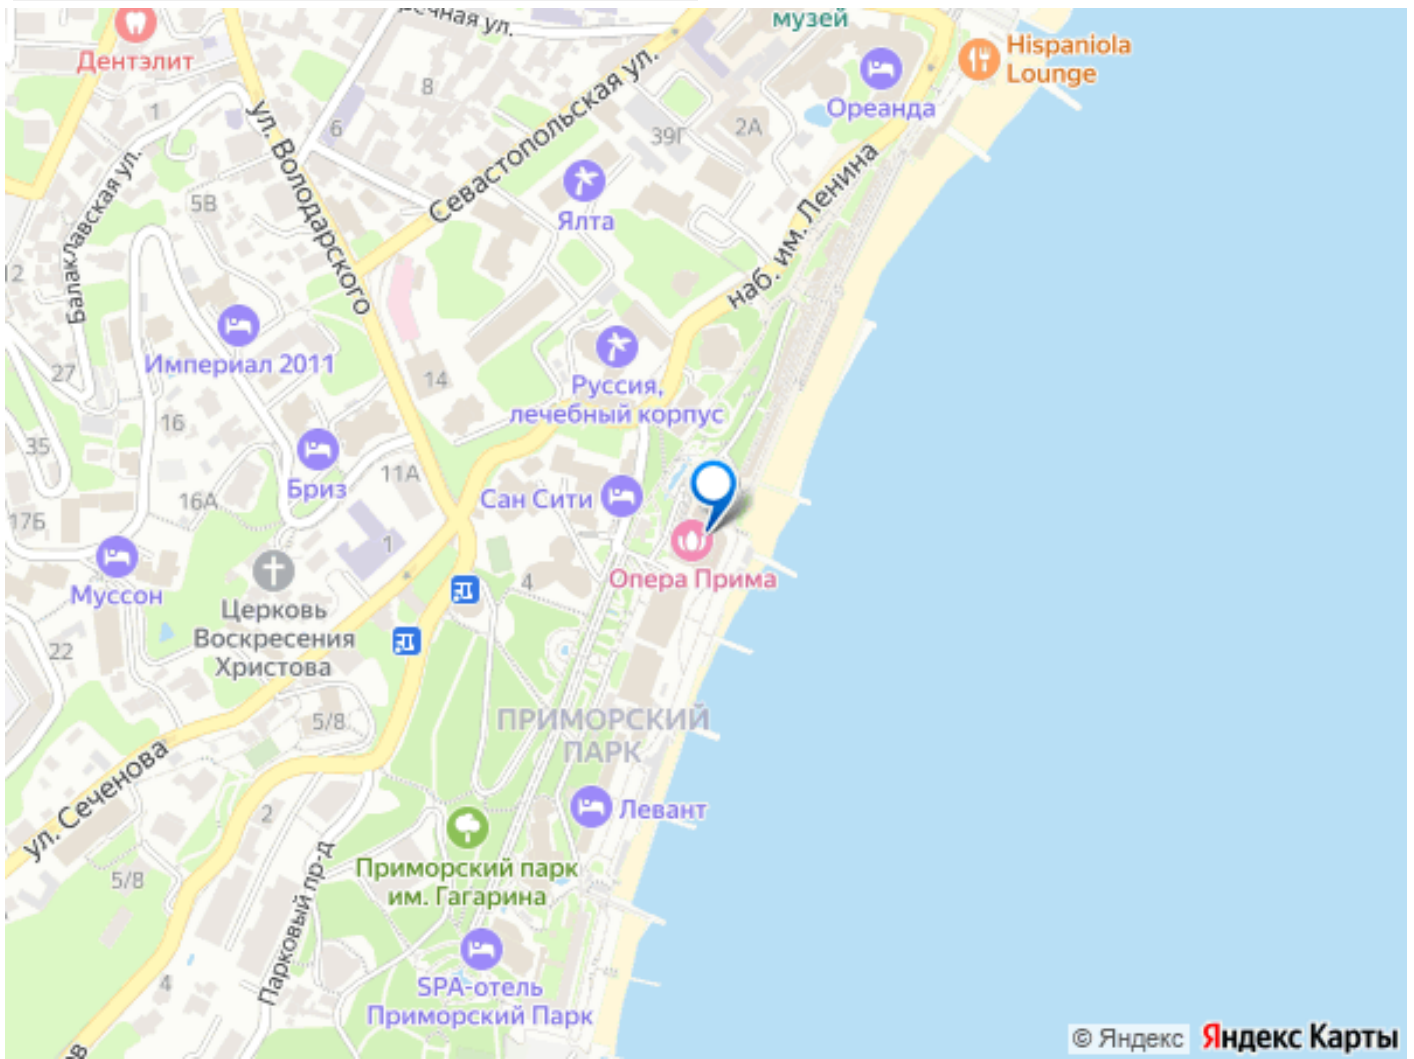 музей
Дентэлит
Hispaniola
Lounge
Ореанда
1
8
6
39Г
2А
ул. Володарского
Севастопольская ул.
Балаклавская ул.
5В
Ялта
наб. им. Ленина
12
Империал 2011
27
14
Руссия,
лечебный корпус
16
35
11А
Бриз
16А
Сан Сити
17Б
1
Муссон
Опера Прима
4
Церковь
Воскресения
Христова
22
5/8
ПРИМОРСКИЙ
ПАРК
ул. Сеченова
2
Левант
5/8
Приморский парк
им. Гагарина
Парковый пр-д
4
SPA-отель
Приморский Парк
© Яндекс Яндекс Карты